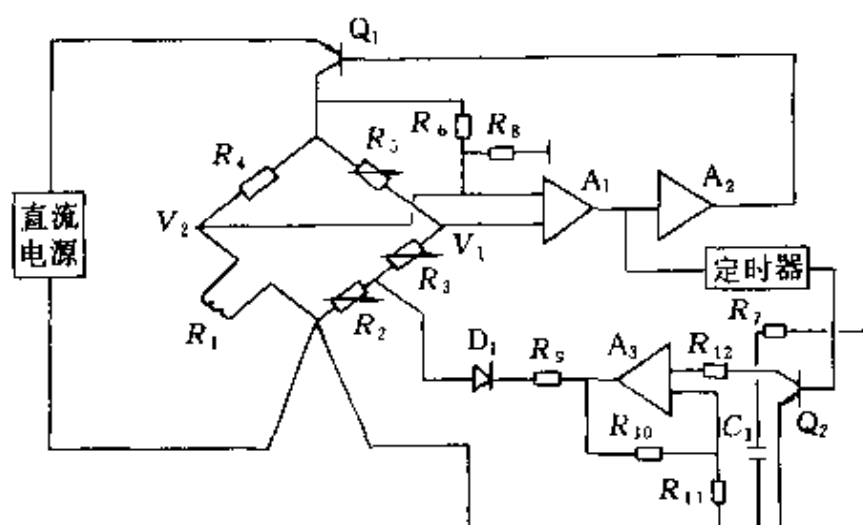 Q₁
R₆
R₈
R₅
R₄
A₁
A₂
直流
电源
V₂
V₁
定时器
R₃
R₂
R₁
R₇
D₁
R₉
A₃
R₁₂
Q₂
R₁₀
C₁
R₁₁